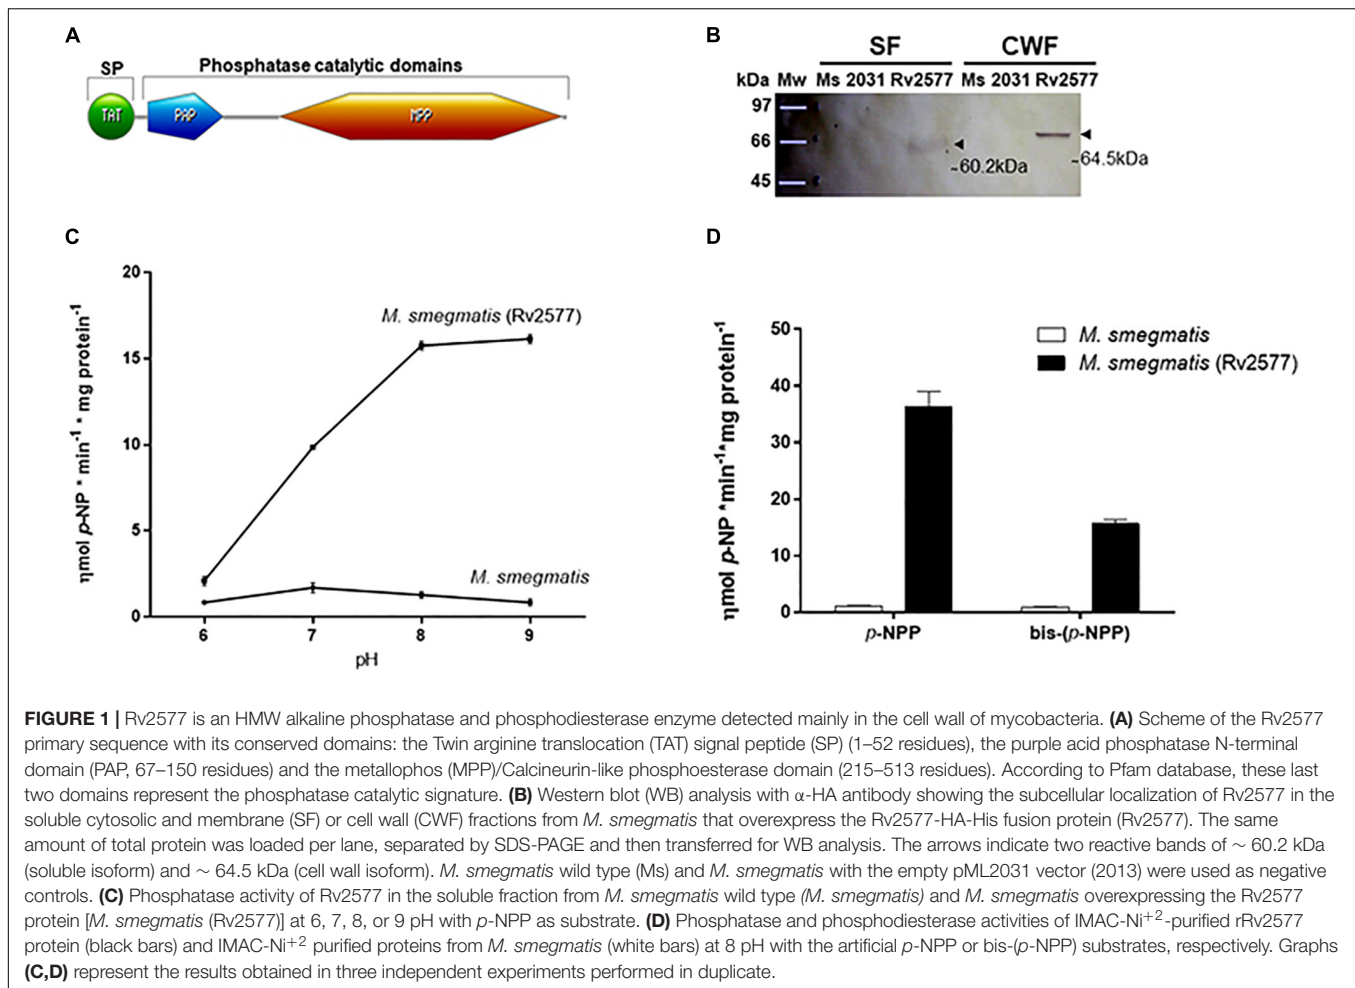 A
SP
Phosphatase catalytic domains
TAT
PAP
MPP
B
SF CWF
kDa Mw Ms 2031 Rv2577 Ms 2031 Rv2577
97
66
45
~60.2kDa
~64.5kDa
C
20
15
10
5
0
6 7 8 9
pH
ηmol p-NP * min-1 * mg protein-1
M. smegmatis (Rv2577)
M. smegmatis
D
50
40
30
20
10
0
ηmol p-NP *min-1*mg protein-1
M. smegmatis
M. smegmatis (Rv2577)
p-NPP bis-(p-NPP)
FIGURE 1 | Rv2577 is an HMW alkaline phosphatase and phosphodiesterase enzyme detected mainly in the cell wall of mycobacteria. (A) Scheme of the Rv2577
primary sequence with its conserved domains: the Twin arginine translocation (TAT) signal peptide (SP) (1–52 residues), the purple acid phosphatase N-terminal
domain (PAP, 67–150 residues) and the metallophos (MPP)/Calcineurin-like phosphoesterase domain (215–513 residues). According to Pfam database, these last
two domains represent the phosphatase catalytic signature. (B) Western blot (WB) analysis with α-HA antibody showing the subcellular localization of Rv2577 in the
soluble cytosolic and membrane (SF) or cell wall (CWF) fractions from M. smegmatis that overexpress the Rv2577-HA-His fusion protein (Rv2577). The same
amount of total protein was loaded per lane, separated by SDS-PAGE and then transferred for WB analysis. The arrows indicate two reactive bands of ∼ 60.2 kDa
(soluble isoform) and ∼ 64.5 kDa (cell wall isoform). M. smegmatis wild type (Ms) and M. smegmatis with the empty pML2031 vector (2013) were used as negative
controls. (C) Phosphatase activity of Rv2577 in the soluble fraction from M. smegmatis wild type (M. smegmatis) and M. smegmatis overexpressing the Rv2577
protein [M. smegmatis (Rv2577)] at 6, 7, 8, or 9 pH with p-NPP as substrate. (D) Phosphatase and phosphodiesterase activities of IMAC-Ni+2-purified rRv2577
protein (black bars) and IMAC-Ni+2 purified proteins from M. smegmatis (white bars) at 8 pH with the artificial p-NPP or bis-(p-NPP) substrates, respectively. Graphs
(C,D) represent the results obtained in three independent experiments performed in duplicate.